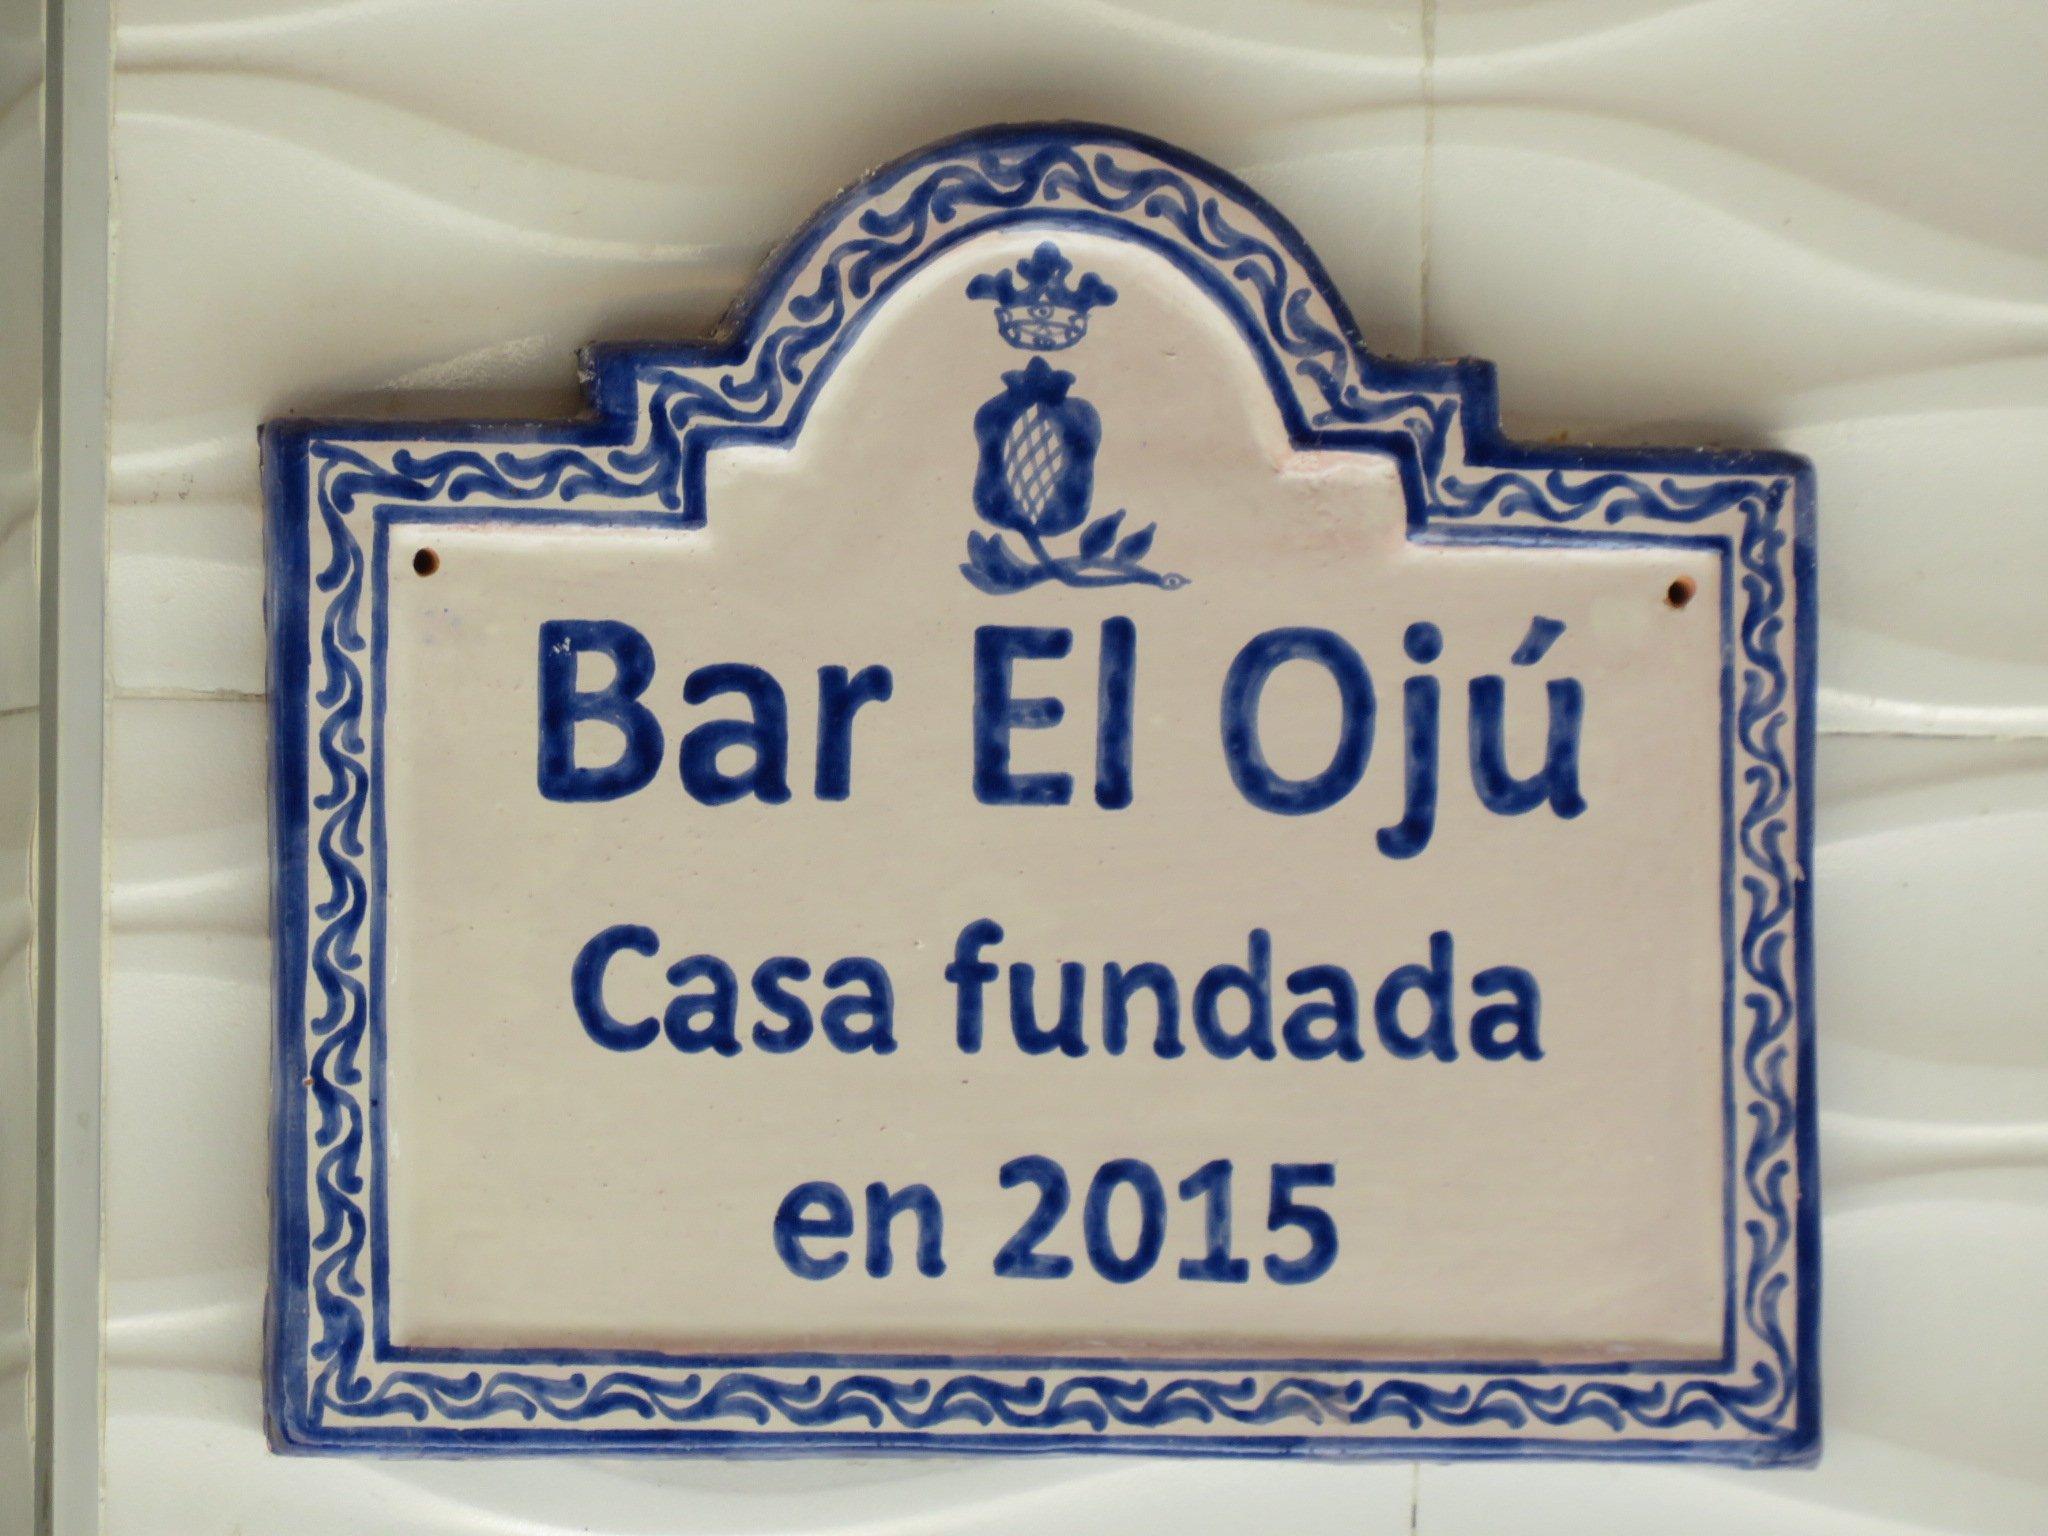 Bar El Ojú
Casa fundada
en 2015